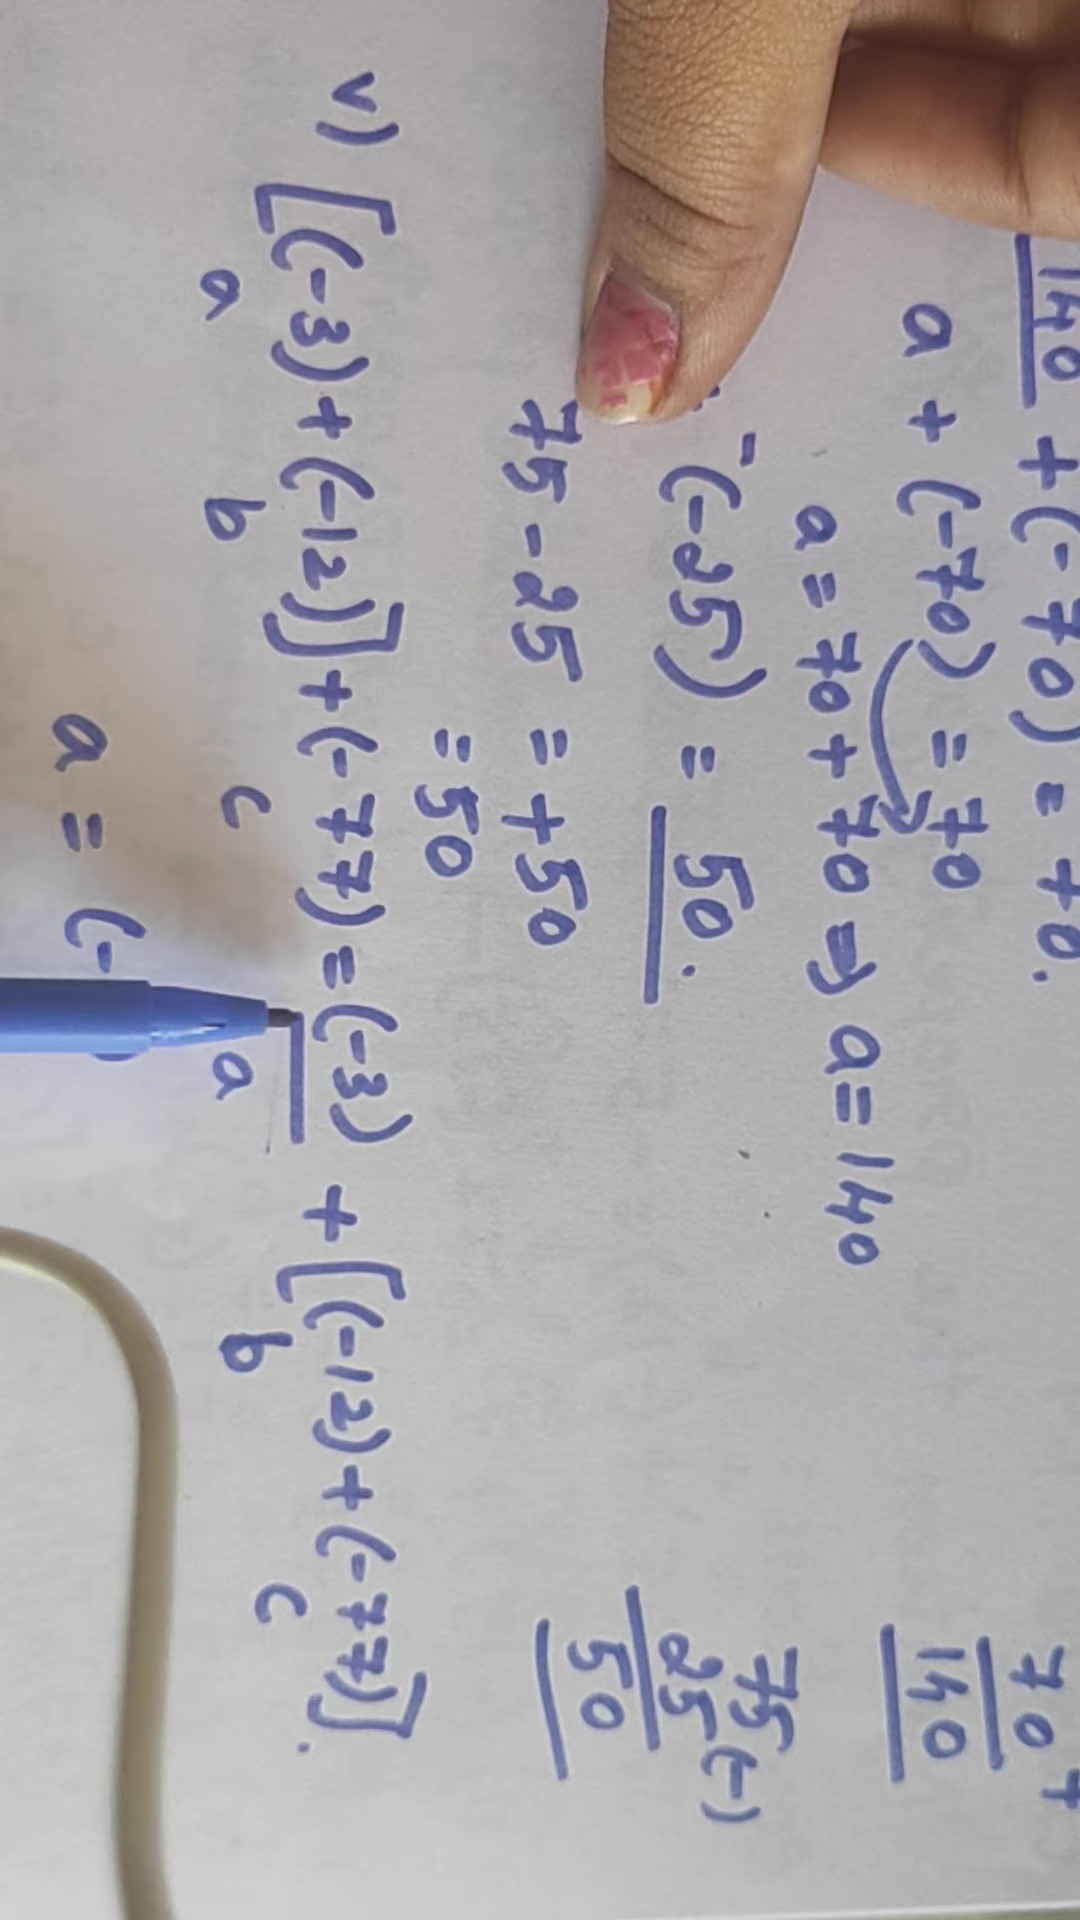 140 + (-70) = 70.
a + (-70) = 70
a = 70 + 70 ⇒ a = 140
70 +
140
-(-25) = 50.
75
25 (-)
50
75 - 25 = +50
= 50
v) [(-3) + (-12)] + (-77) = (-3) + [(-12) + (-77)].
a b c a b c
a = (-